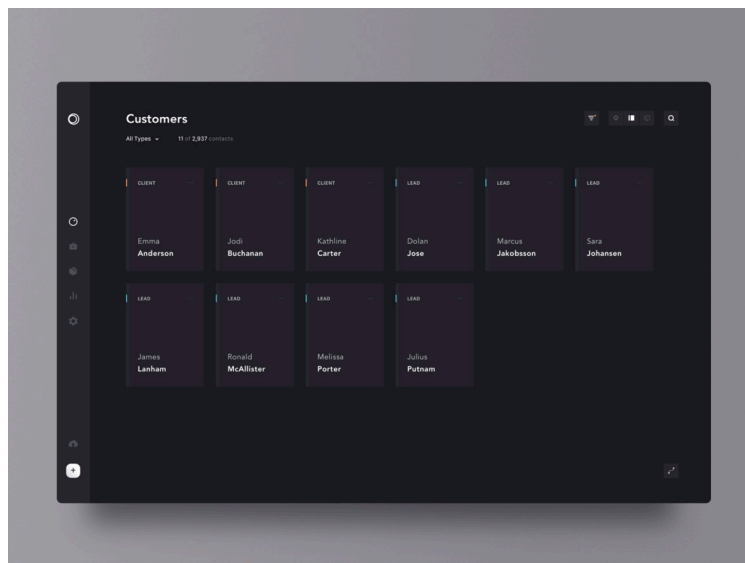 Customers
All Types
11 of 2,937 contacts
CLIENT
Emma
Anderson
CLIENT
Jodi
Buchanan
CLIENT
Kathline
Carter
LEAD
Dolan
Jose
LEAD
Marcus
Jakobsson
LEAD
Sara
Johansen
LEAD
James
Lanham
LEAD
Ronald
McAllister
LEAD
Melissa
Porter
LEAD
Julius
Putnam